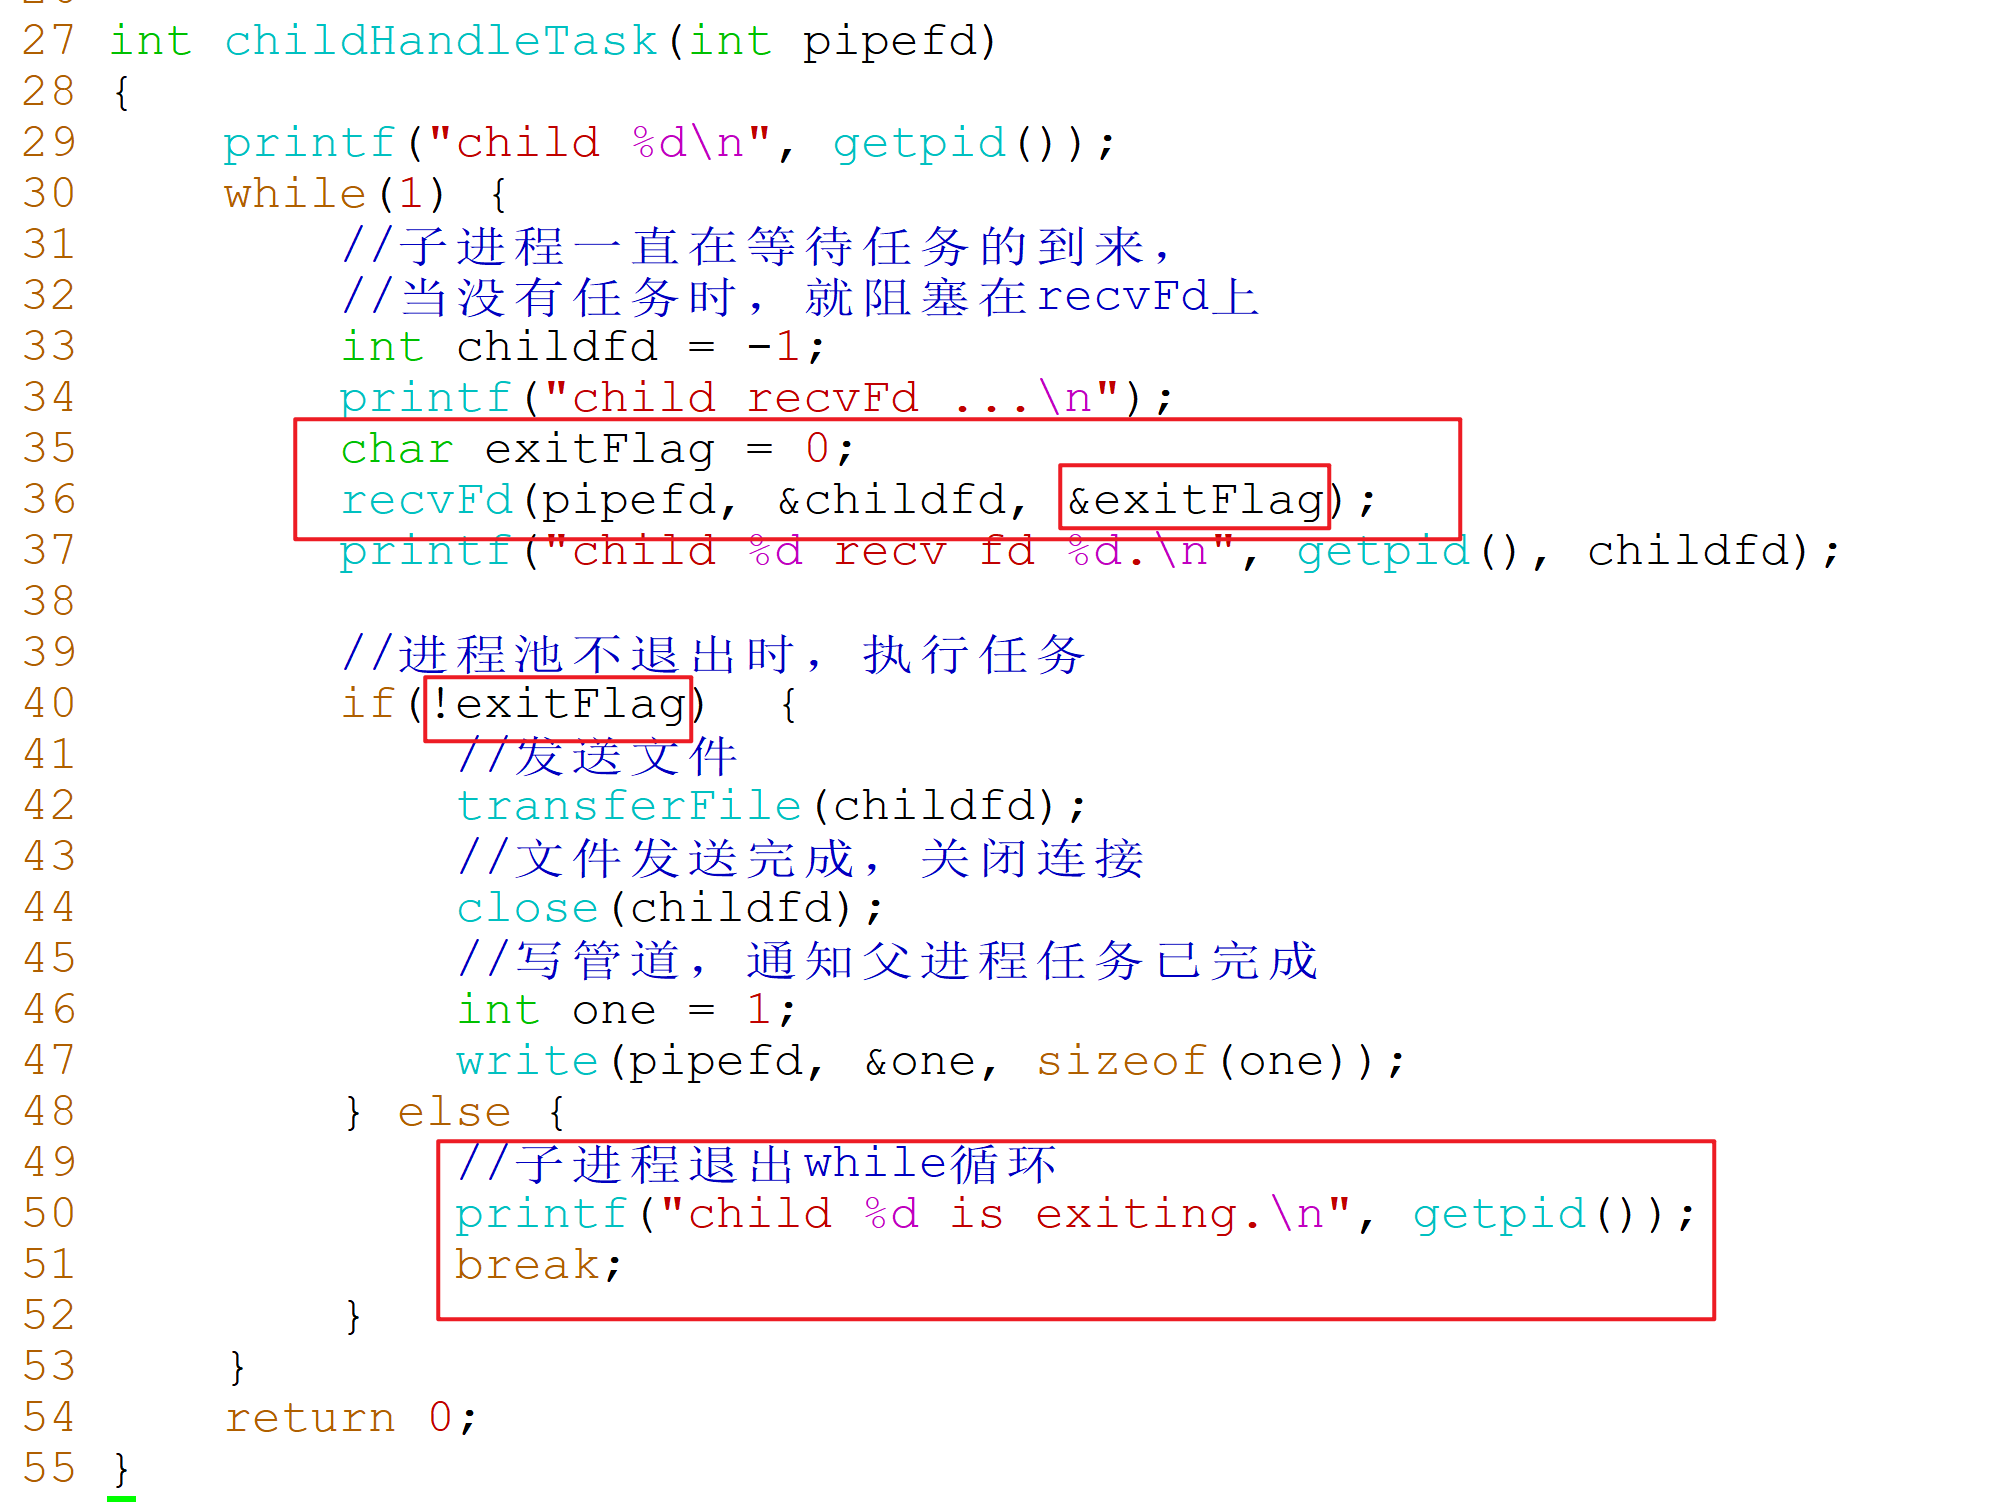 27 int childHandleTask(int pipefd)
28 {
29     printf("child %d\n", getpid());
30     while(1) {
31         //子进程一直在等待任务的到来,
32         //当没有任务时, 就阻塞在recvFd上
33         int childfd = -1;
34         printf("child recvFd ...\n");
35         char exitFlag = 0;
36         recvFd(pipefd, &childfd, &exitFlag);
37         printf("child %d recv fd %d.\n", getpid(), childfd);
38
39         //进程池不退出时, 执行任务
40         if(!exitFlag)  {
41             //发送文件
42             transferFile(childfd);
43             //文件发送完成, 关闭连接
44             close(childfd);
45             //写管道, 通知父进程任务已完成
46             int one = 1;
47             write(pipefd, &one, sizeof(one));
48         } else {
49             //子进程退出while循环
50             printf("child %d is exiting.\n", getpid());
51             break;
52         }
53     }
54     return 0;
55 }